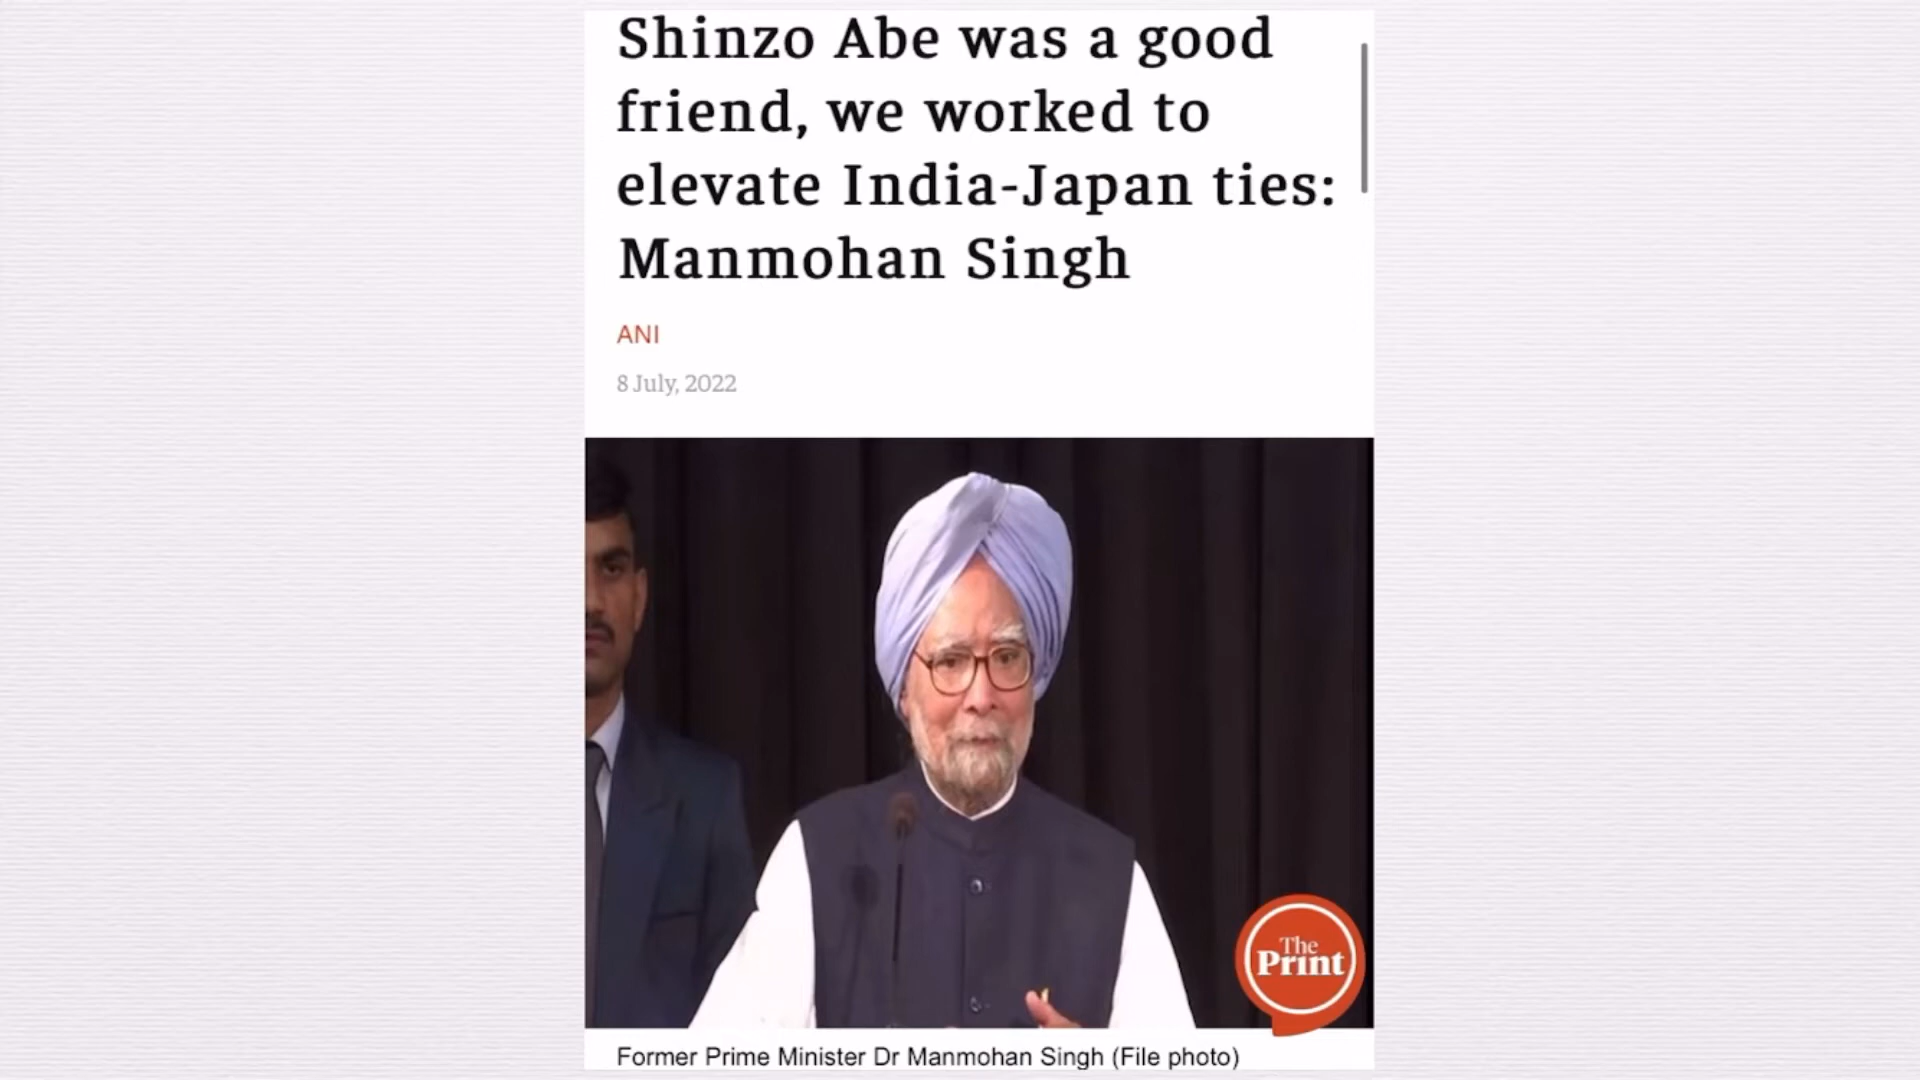 Shinzo Abe was a good
friend, we worked to
elevate India-Japan ties:
Manmohan Singh
ANI
8 July, 2022
The
Print
Former Prime Minister Dr Manmohan Singh (File photo)